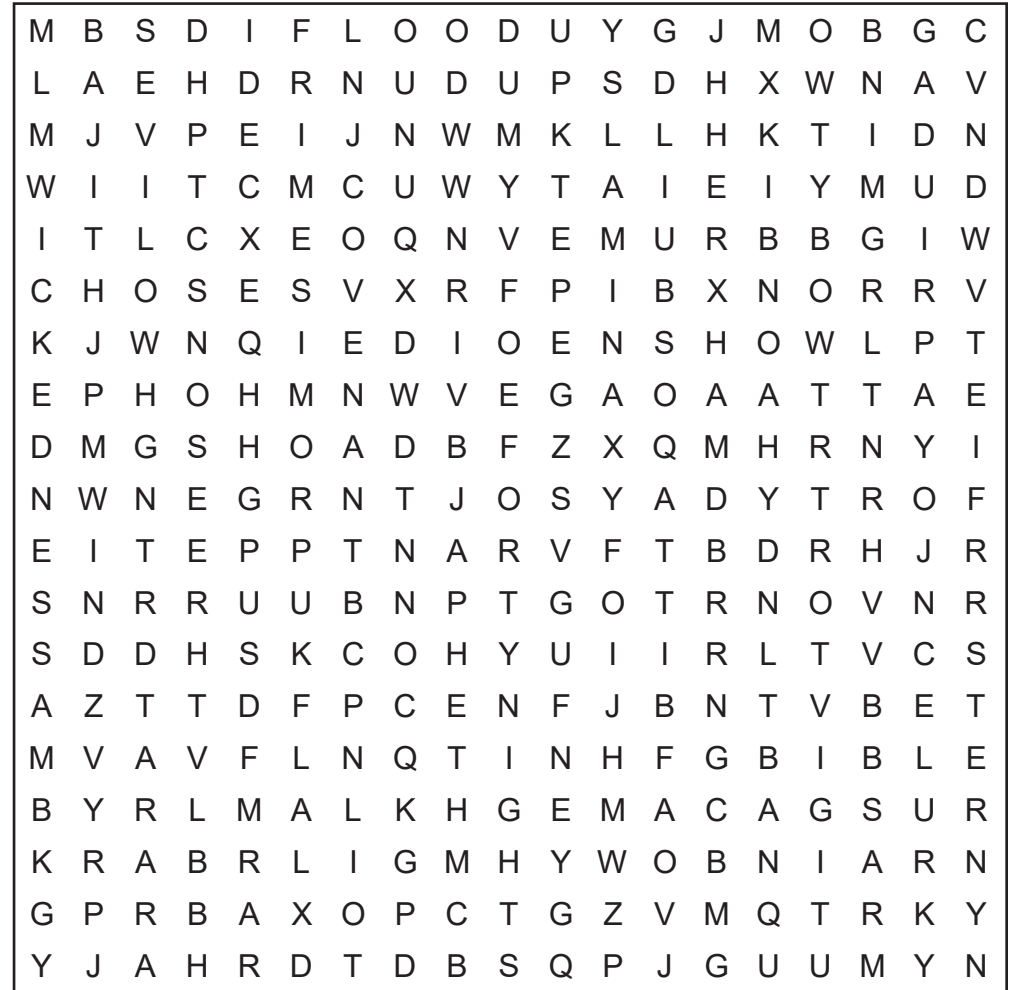 M B S D I F L O O D U Y G J M O B G C
L A E H D R N U D U P S D H X W N A V
M J V P E I J N W M K L L H K T I D N
W I I T C M C U W Y T A I E I Y M U D
I T L C X E O Q N V E M U R B B G I W
C H O S E S V X R F P I B X N O R R V
K J W N Q I E D I O E N S H O W L P T
E P H O H M N W V E G A O A A T T A E
D M G S H O A D B F Z X Q M H R N Y I
N W N E G R N T J O S Y A D Y T R O F
E I T E P P T N A R V F T B D R H J R
S N R R U U B N P T G O T R N O V N R
S D D H S K C O H Y U I I R L T V C S
A Z T T D F P C E N F J B N T V B E T
M V A V F L N Q T I N H F G B I B L E
B Y R L M A L K H G E M A C A G S U R
K R A B R L I G M H Y W O B N I A R N
G P R B A X O P C T G Z V M Q T R K Y
Y J A H R D T D B S Q P J G U U M Y N